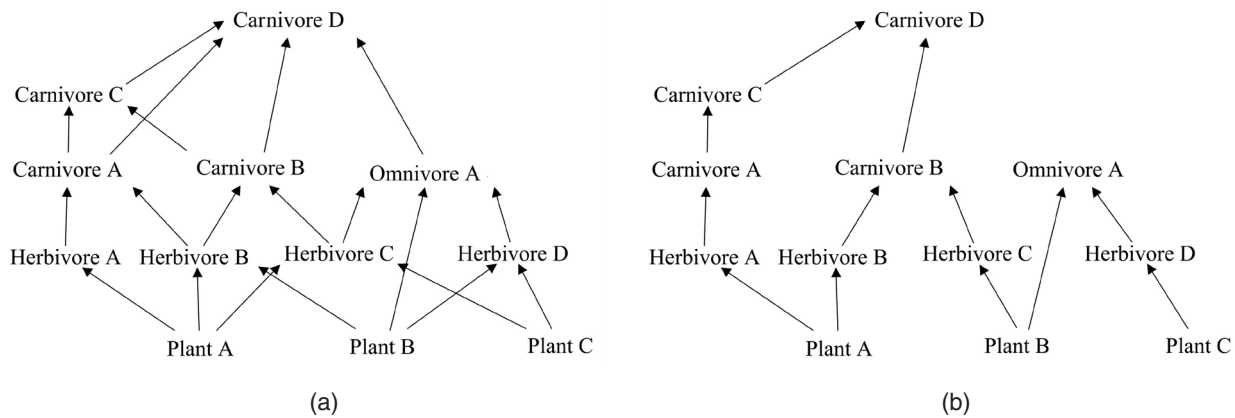 Carnivore D
Carnivore C
Carnivore A
Carnivore B
Omnivore A
Herbivore A
Herbivore B
Herbivore C
Herbivore D
Plant A
Plant B
Plant C
(a)
Carnivore D
Carnivore C
Carnivore A
Carnivore B
Omnivore A
Herbivore A
Herbivore B
Herbivore C
Herbivore D
Plant A
Plant B
Plant C
(b)